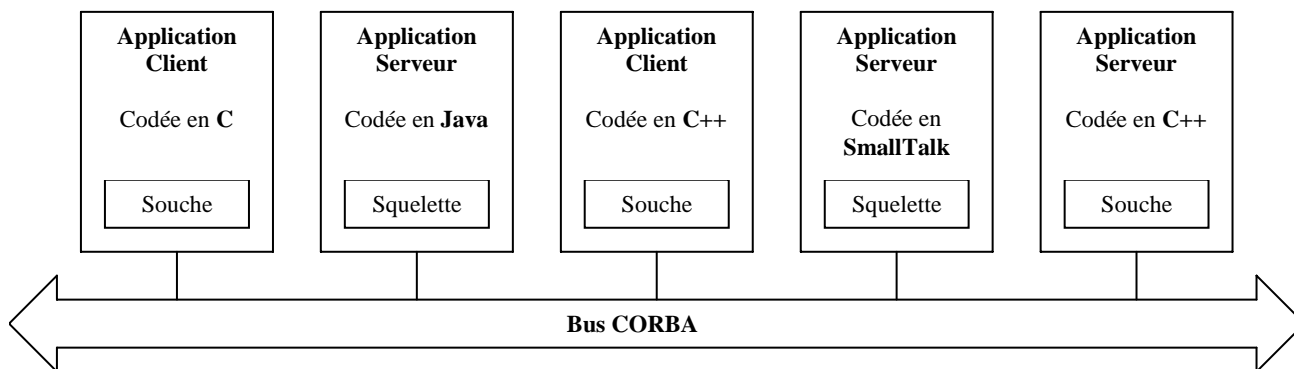 Application
Client
Codée en C
Souche
Application
Serveur
Codée en Java
Squelette
Application
Client
Codée en C++
Souche
Application
Serveur
Codée en
SmallTalk
Squelette
Application
Serveur
Codée en C++
Souche
Bus CORBA